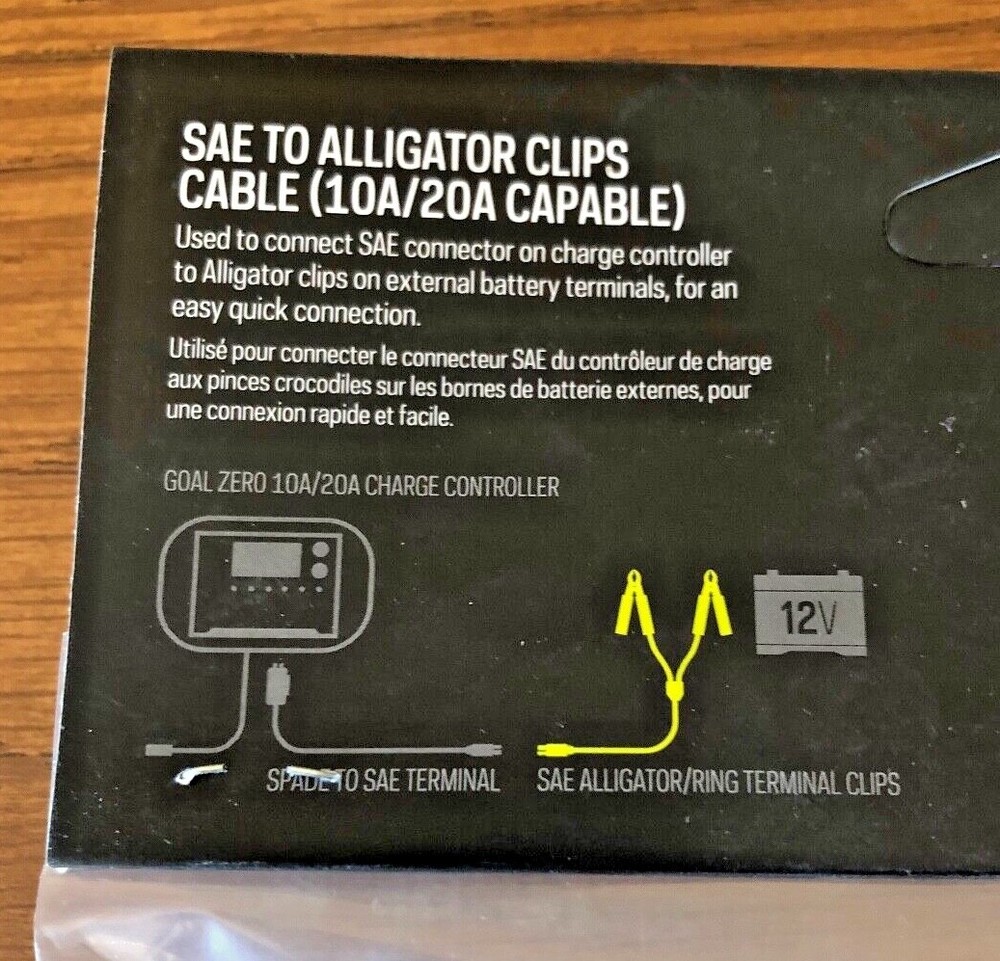 SAE TO ALLIGATOR CLIPS
CABLE (10A/20A CAPABLE)
Used to connect SAE connector on charge controller
to Alligator clips on external battery terminals, for an
easy quick connection.
Utilisé pour connecter le connecteur SAE du contrôleur de charge
aux pinces crocodiles sur les bornes de batterie externes, pour
une connexion rapide et facile.
GOAL ZERO 10A/20A CHARGE CONTROLLER
12V
SPADE TO SAE TERMINAL
SAE ALLIGATOR/RING TERMINAL CLIPS